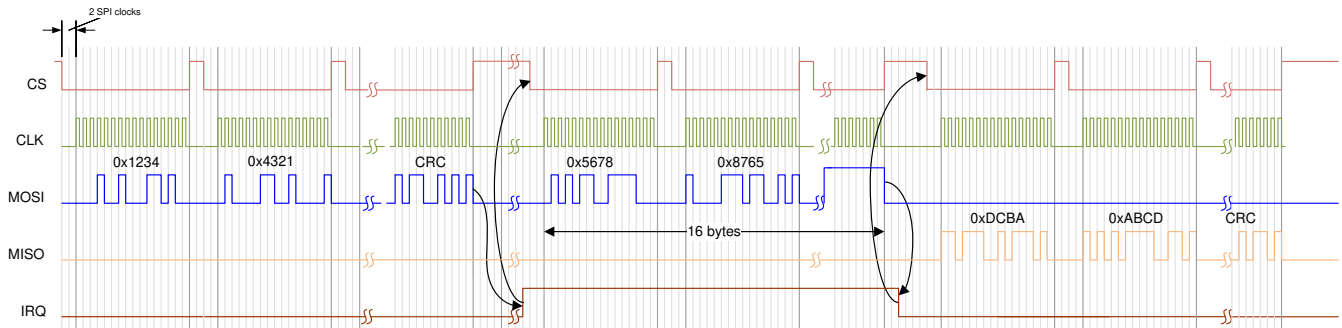 2 SPI clocks
CS
CLK
0x1234 0x4321 CRC 0x5678 0x8765
MOSI
0xDCBA 0xABCD CRC
16 bytes
MISO
IRQ